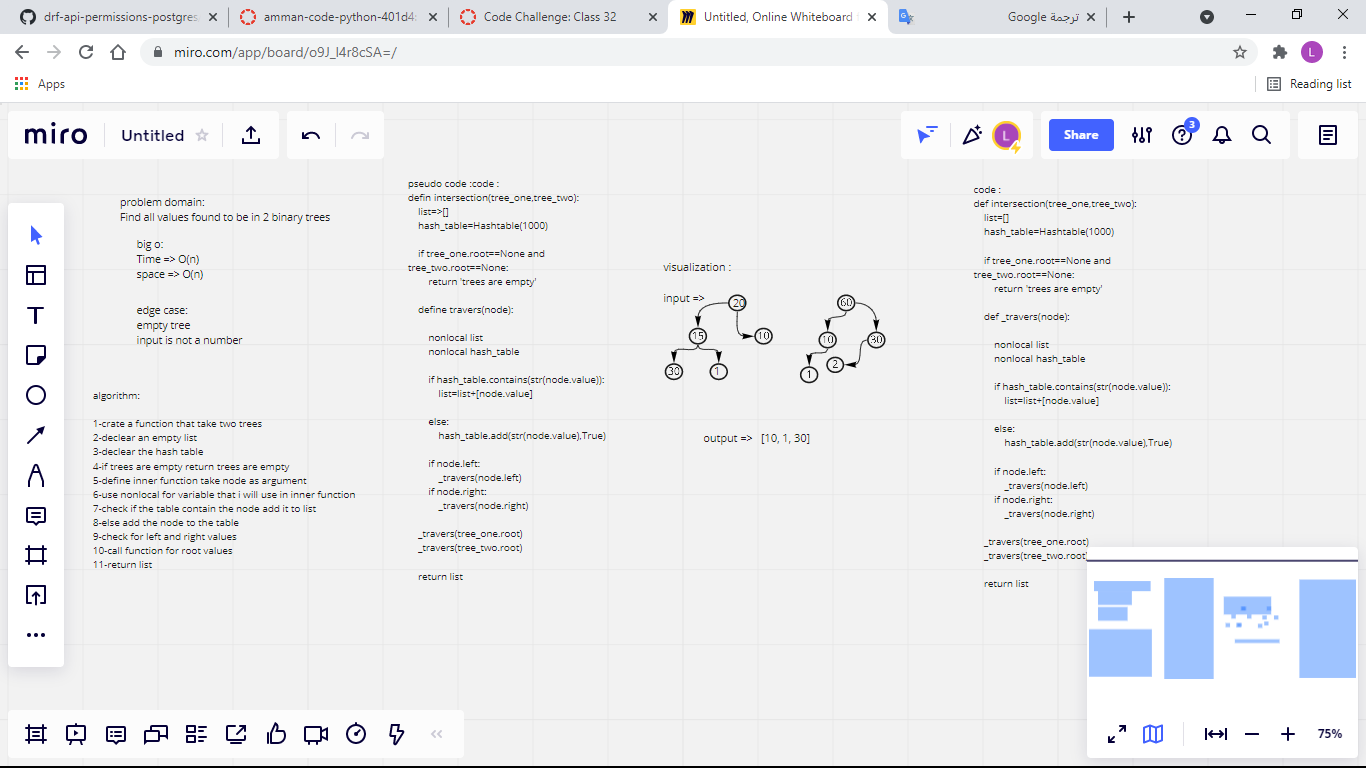 drf-api-permissions-postgres
amman-code-python-401d4
Code Challenge: Class 32
Untitled, Online Whiteboard
ترجمة Google
miro.com/app/board/o9J_l4r8cSA=/
L
Apps
Reading list
miro
Untitled
L
Share
3
problem domain:
Find all values found to be in 2 binary trees
big o:
Time => O(n)
space => O(n)
edge case:
empty tree
input is not a number
algorithm:
1-crate a function that take two trees
2-declear an empty list
3-declear the hash table
4-if trees are empty return trees are empty
5-define inner function take node as argument
6-use nonlocal for variable that i will use in inner function
7-check if the table contain the node add it to list
8-else add the node to the table
9-check for left and right values
10-call function for root values
11-return list
pseudo code :code :
defin intersection(tree_one,tree_two):
list=>[]
hash_table=Hashtable(1000)
if tree_one.root==None and
tree_two.root==None:
return 'trees are empty'
define travers(node):
nonlocal list
nonlocal hash_table
if hash_table.contains(str(node.value)):
list=list+[node.value]
else:
hash_table.add(str(node.value),True)
if node.left:
_travers(node.left)
if node.right:
_travers(node.right)
_travers(tree_one.root)
_travers(tree_two.root)
return list
visualization :
input =>
20
15
10
30
1
60
10
30
1
2
output => [10, 1, 30]
code :
def intersection(tree_one,tree_two):
list=[]
hash_table=Hashtable(1000)
if tree_one.root==None and
tree_two.root==None:
return 'trees are empty'
def _travers(node):
nonlocal list
nonlocal hash_table
if hash_table.contains(str(node.value)):
list=list+[node.value]
else:
hash_table.add(str(node.value),True)
if node.left:
_travers(node.left)
if node.right:
_travers(node.right)
_travers(tree_one.root)
_travers(tree_two.root)
return list
75%